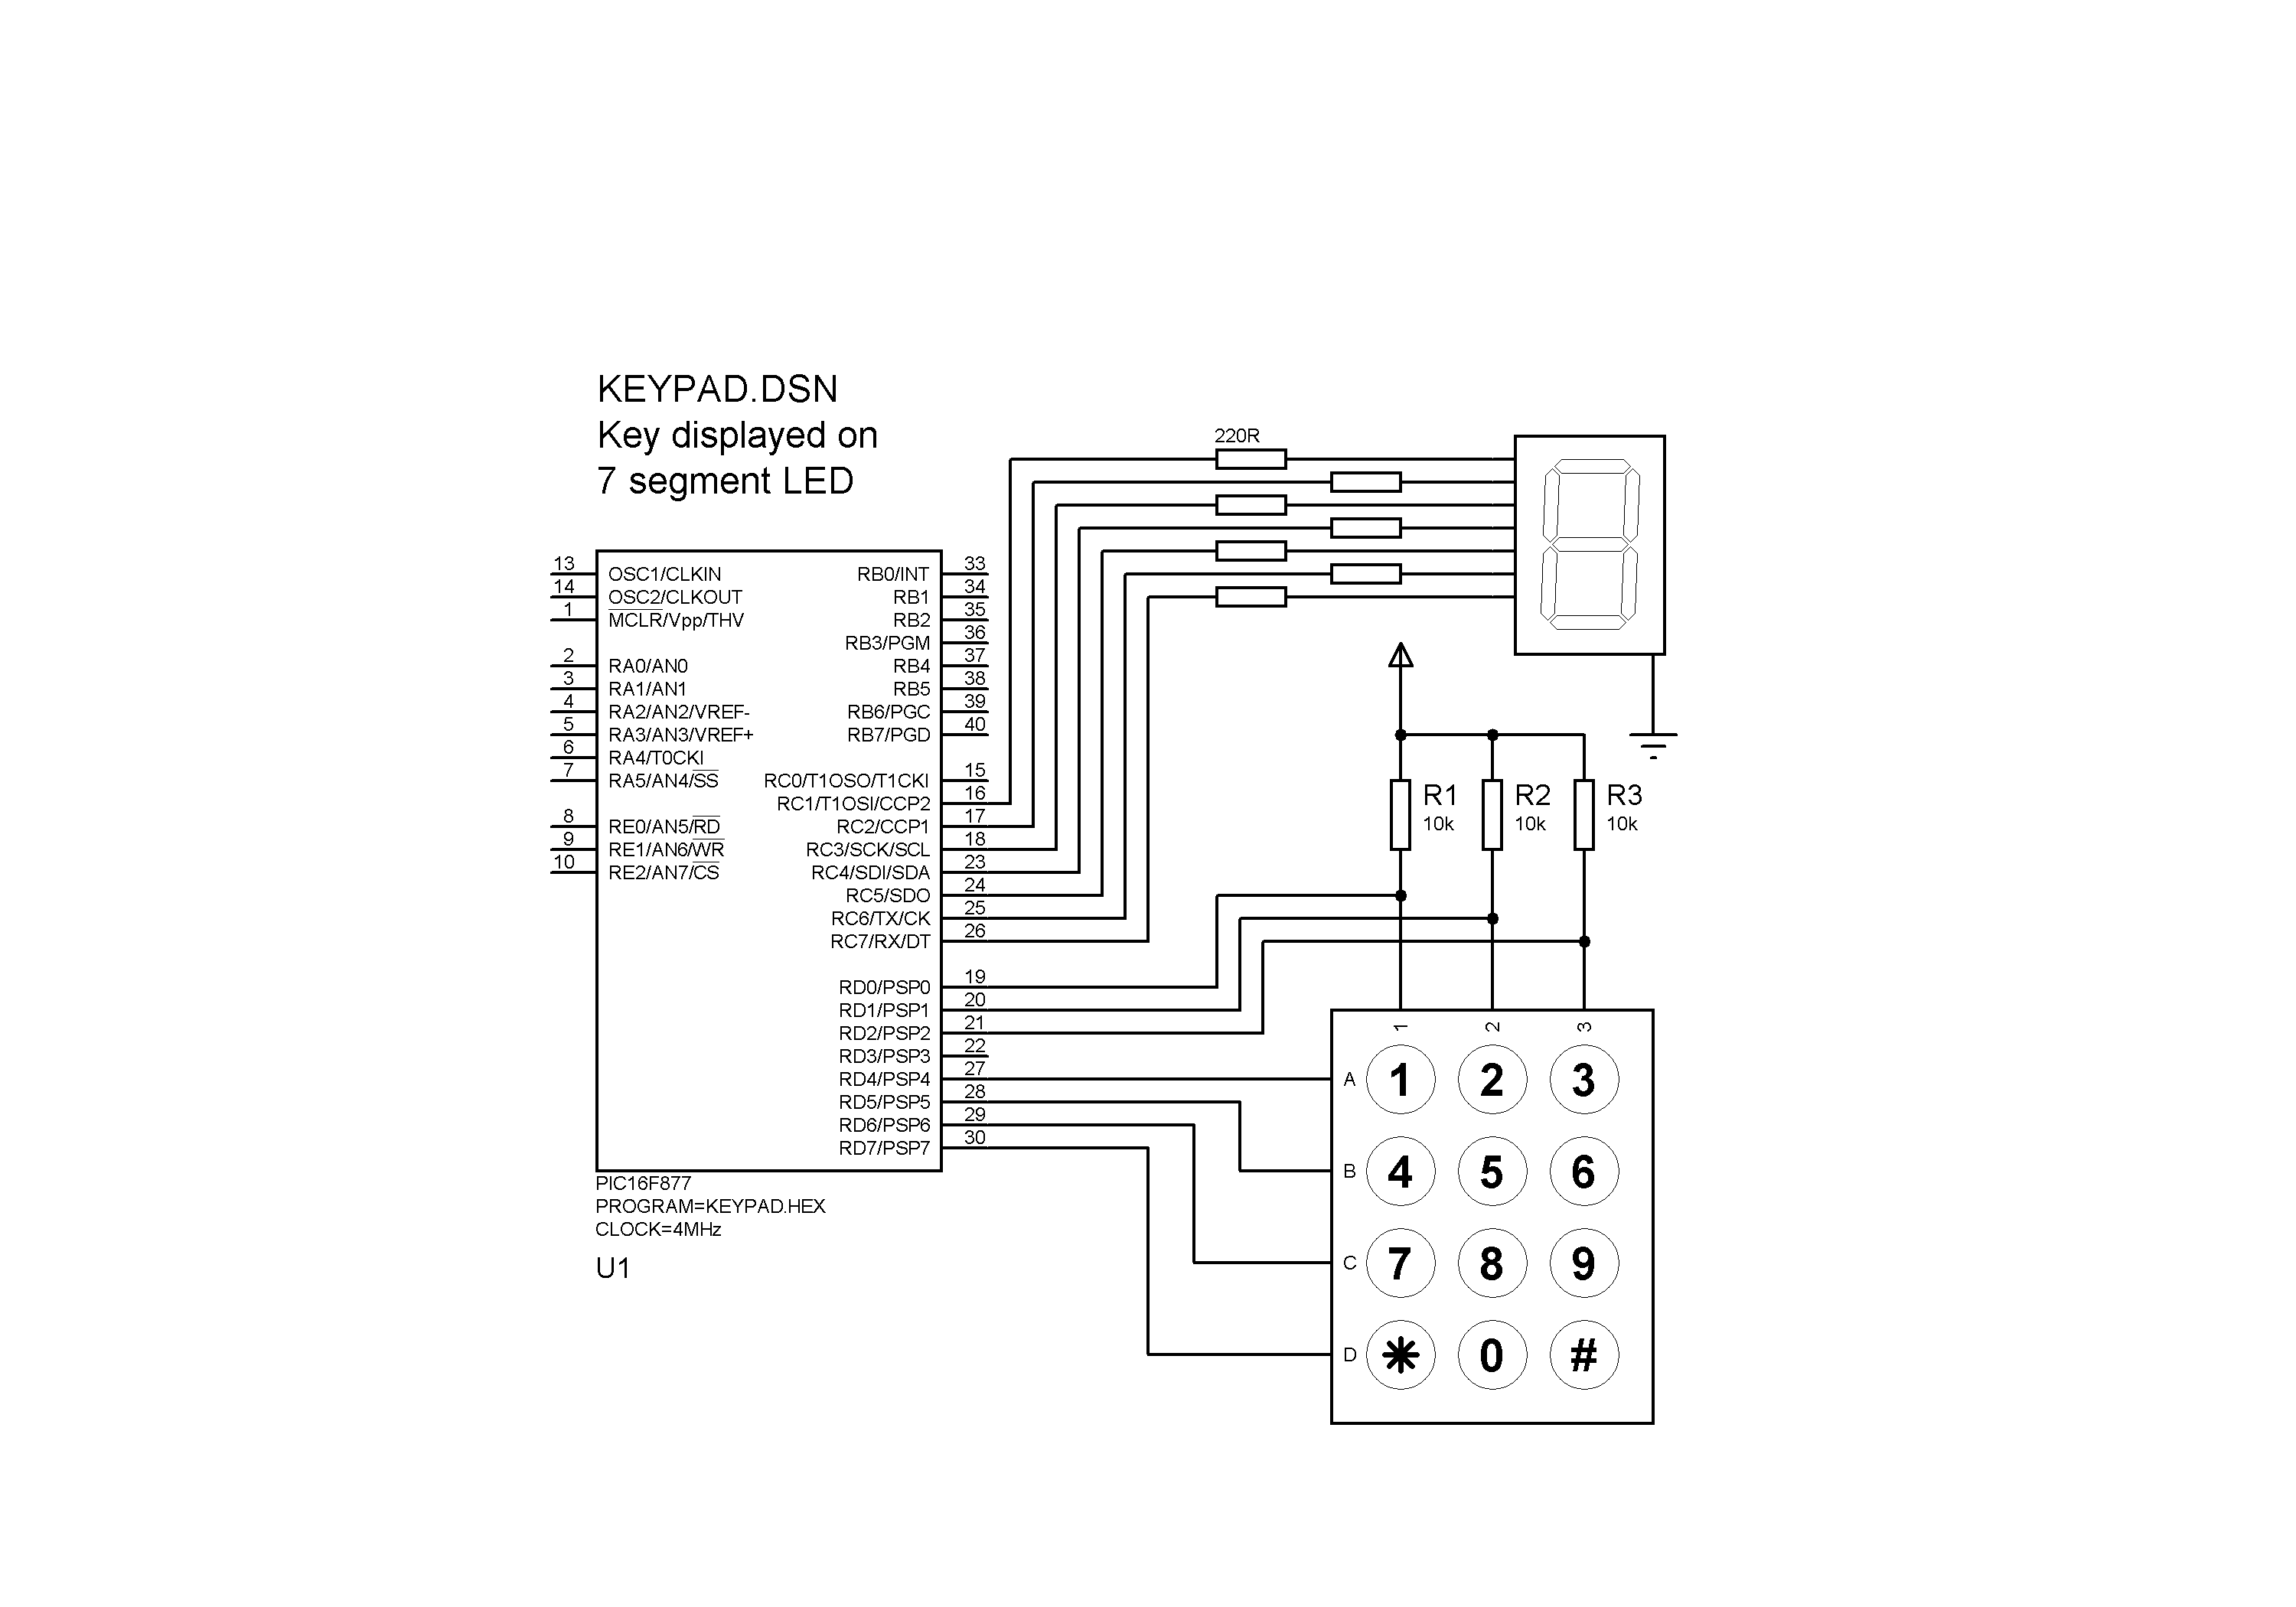 KEYPAD.DSN
Key displayed on
7 segment LED
220R
13
OSC1/CLKIN
14
OSC2/CLKOUT
1
MCLR/Vpp/THV
2
RA0/AN0
3
RA1/AN1
4
RA2/AN2/VREF-
5
RA3/AN3/VREF+
6
RA4/T0CKI
7
RA5/AN4/SS
8
RE0/AN5/RD
9
RE1/AN6/WR
10
RE2/AN7/CS
RB0/INT
33
RB1
34
RB2
35
RB3/PGM
36
RB4
37
RB5
38
RB6/PGC
39
RB7/PGD
40
RC0/T1OSO/T1CKI
15
RC1/T1OSI/CCP2
16
RC2/CCP1
17
RC3/SCK/SCL
18
RC4/SDI/SDA
23
RC5/SDO
24
RC6/TX/CK
25
RC7/RX/DT
26
RD0/PSP0
19
RD1/PSP1
20
RD2/PSP2
21
RD3/PSP3
22
RD4/PSP4
27
RD5/PSP5
28
RD6/PSP6
29
RD7/PSP7
30
PIC16F877
PROGRAM=KEYPAD.HEX
CLOCK=4MHz
U1
R1
10k
R2
10k
R3
10k
1 2 3
A 1 2 3
B 4 5 6
C 7 8 9
D * 0 #